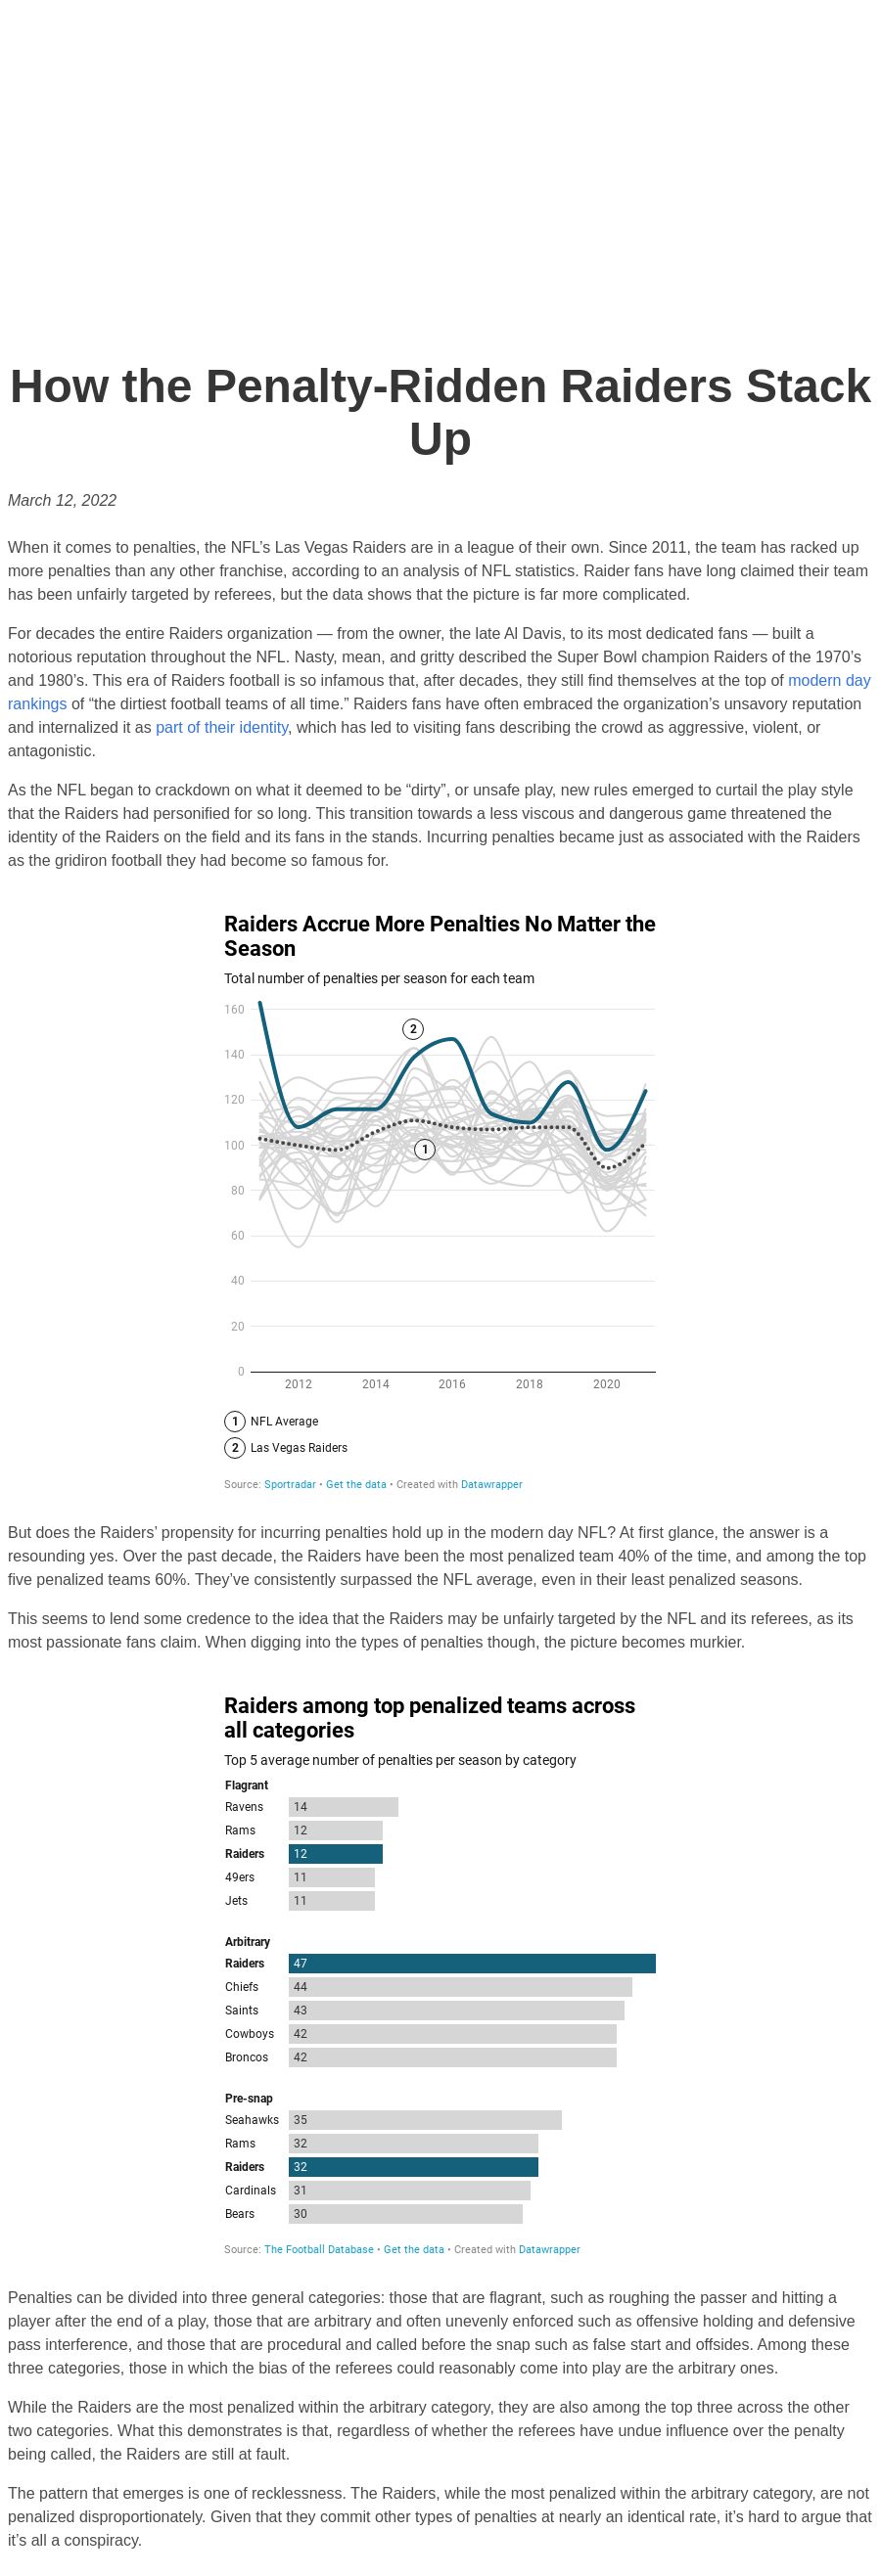 How the Penalty-Ridden Raiders Stack
Up
March 12, 2022
When it comes to penalties, the NFL’s Las Vegas Raiders are in a league of their own. Since 2011, the team has racked up
more penalties than any other franchise, according to an analysis of NFL statistics. Raider fans have long claimed their team
has been unfairly targeted by referees, but the data shows that the picture is far more complicated.
For decades the entire Raiders organization — from the owner, the late Al Davis, to its most dedicated fans — built a
notorious reputation throughout the NFL. Nasty, mean, and gritty described the Super Bowl champion Raiders of the 1970’s
and 1980’s. This era of Raiders football is so infamous that, after decades, they still find themselves at the top of modern day
rankings of “the dirtiest football teams of all time.” Raiders fans have often embraced the organization’s unsavory reputation
and internalized it as part of their identity, which has led to visiting fans describing the crowd as aggressive, violent, or
antagonistic.
As the NFL began to crackdown on what it deemed to be “dirty”, or unsafe play, new rules emerged to curtail the play style
that the Raiders had personified for so long. This transition towards a less viscous and dangerous game threatened the
identity of the Raiders on the field and its fans in the stands. Incurring penalties became just as associated with the Raiders
as the gridiron football they had become so famous for.
Raiders Accrue More Penalties No Matter the
Season
Total number of penalties per season for each team
160
2
140
120
100
1
80
60
40
20
0
2012 2014 2016 2018 2020
1 NFL Average
2 Las Vegas Raiders
Source: Sportradar • Get the data • Created with Datawrapper
But does the Raiders’ propensity for incurring penalties hold up in the modern day NFL? At first glance, the answer is a
resounding yes. Over the past decade, the Raiders have been the most penalized team 40% of the time, and among the top
five penalized teams 60%. They’ve consistently surpassed the NFL average, even in their least penalized seasons.
This seems to lend some credence to the idea that the Raiders may be unfairly targeted by the NFL and its referees, as its
most passionate fans claim. When digging into the types of penalties though, the picture becomes murkier.
Raiders among top penalized teams across
all categories
Top 5 average number of penalties per season by category
Flagrant
Ravens 14
Rams 12
Raiders 12
49ers 11
Jets 11
Arbitrary
Raiders 47
Chiefs 44
Saints 43
Cowboys 42
Broncos 42
Pre-snap
Seahawks 35
Rams 32
Raiders 32
Cardinals 31
Bears 30
Source: The Football Database • Get the data • Created with Datawrapper
Penalties can be divided into three general categories: those that are flagrant, such as roughing the passer and hitting a
player after the end of a play, those that are arbitrary and often unevenly enforced such as offensive holding and defensive
pass interference, and those that are procedural and called before the snap such as false start and offsides. Among these
three categories, those in which the bias of the referees could reasonably come into play are the arbitrary ones.
While the Raiders are the most penalized within the arbitrary category, they are also among the top three across the other
two categories. What this demonstrates is that, regardless of whether the referees have undue influence over the penalty
being called, the Raiders are still at fault.
The pattern that emerges is one of recklessness. The Raiders, while the most penalized within the arbitrary category, are not
penalized disproportionately. Given that they commit other types of penalties at nearly an identical rate, it’s hard to argue that
it’s all a conspiracy.